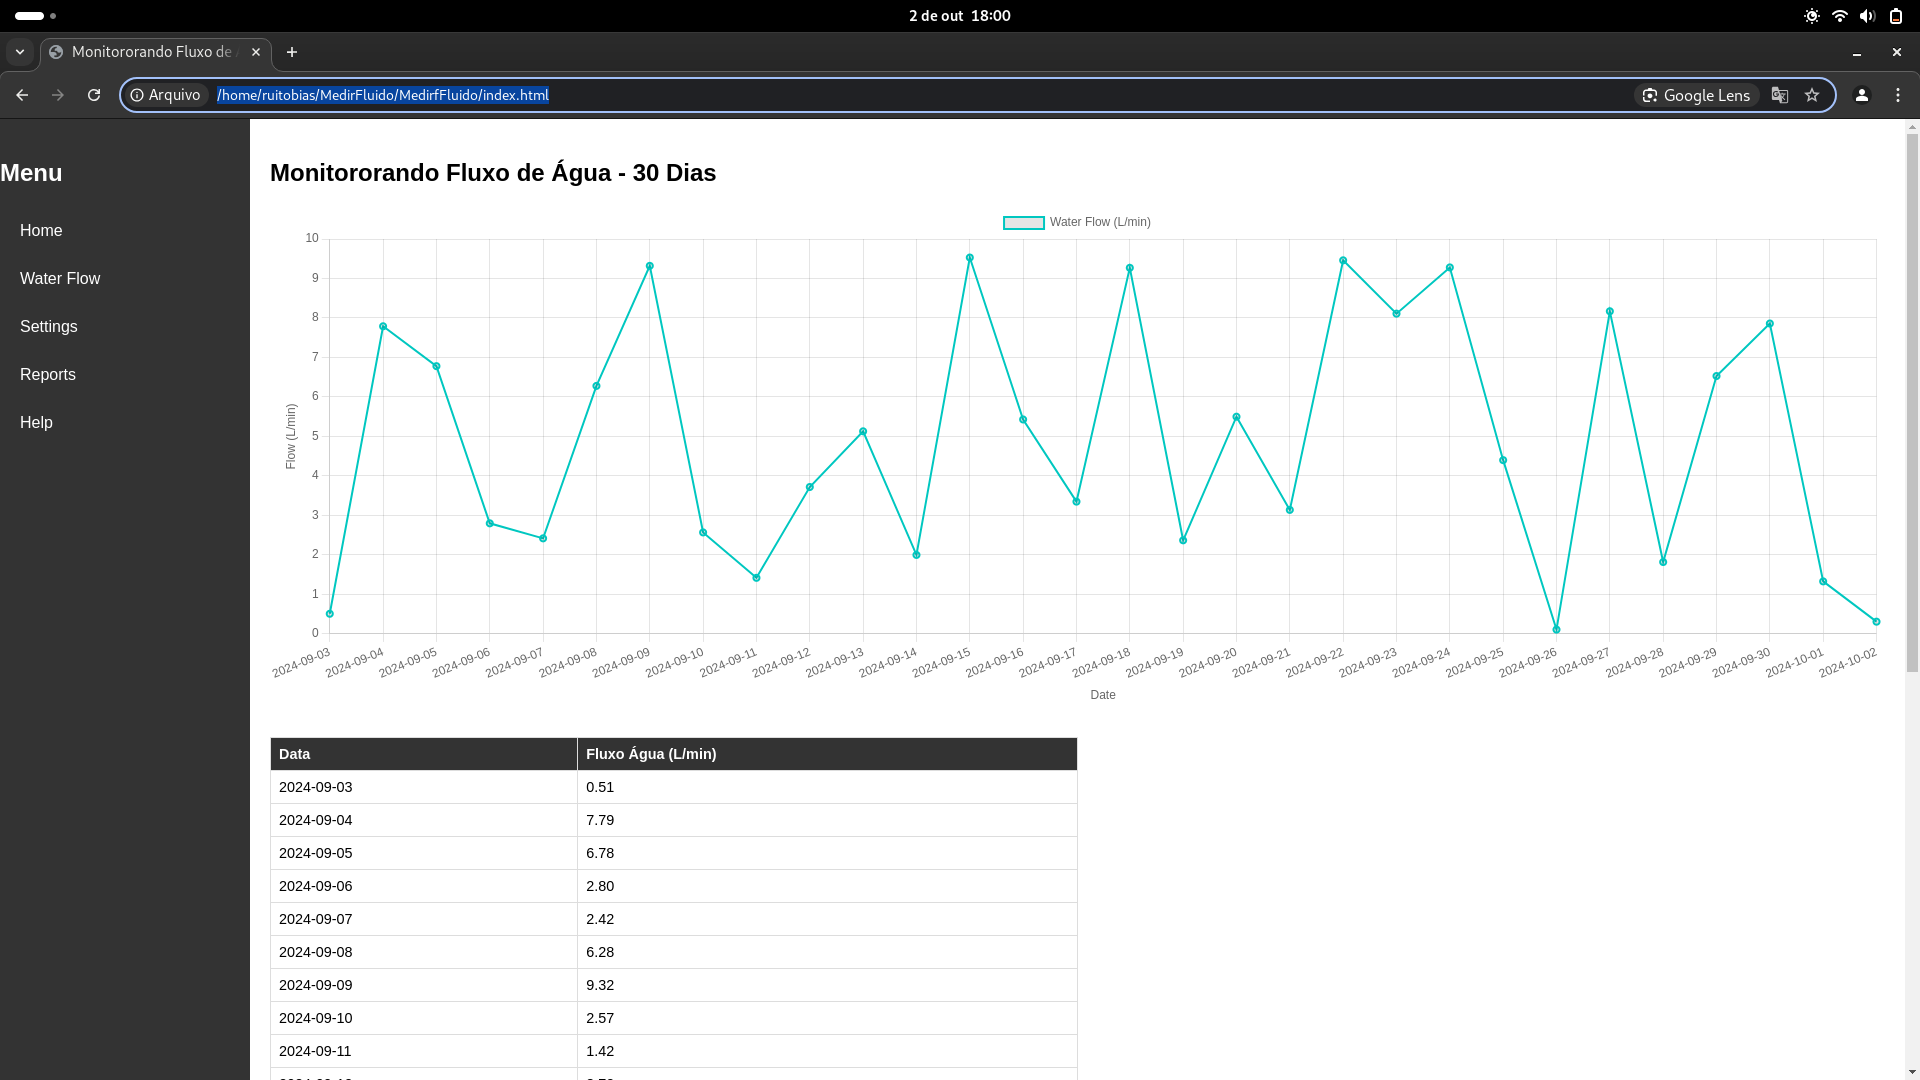 2 de out 18:00
Monitororando Fluxo de
Arquivo /home/ruitobias/MedirFluido/MedirfFluido/index.html Google Lens
Menu
Home
Water Flow
Settings
Reports
Help
Monitororando Fluxo de Água - 30 Dias
Water Flow (L/min)
10
9
8
7
6
5
4
3
2
1
0
Flow (L/min)
2024-09-03 2024-09-04 2024-09-05 2024-09-06 2024-09-07 2024-09-08 2024-09-09 2024-09-10 2024-09-11 2024-09-12 2024-09-13 2024-09-14 2024-09-15 2024-09-16 2024-09-17 2024-09-18 2024-09-19 2024-09-20 2024-09-21 2024-09-22 2024-09-23 2024-09-24 2024-09-25 2024-09-26 2024-09-27 2024-09-28 2024-09-29 2024-09-30 2024-10-01 2024-10-02
Date
Data Fluxo Água (L/min)
2024-09-03 0.51
2024-09-04 7.79
2024-09-05 6.78
2024-09-06 2.80
2024-09-07 2.42
2024-09-08 6.28
2024-09-09 9.32
2024-09-10 2.57
2024-09-11 1.42